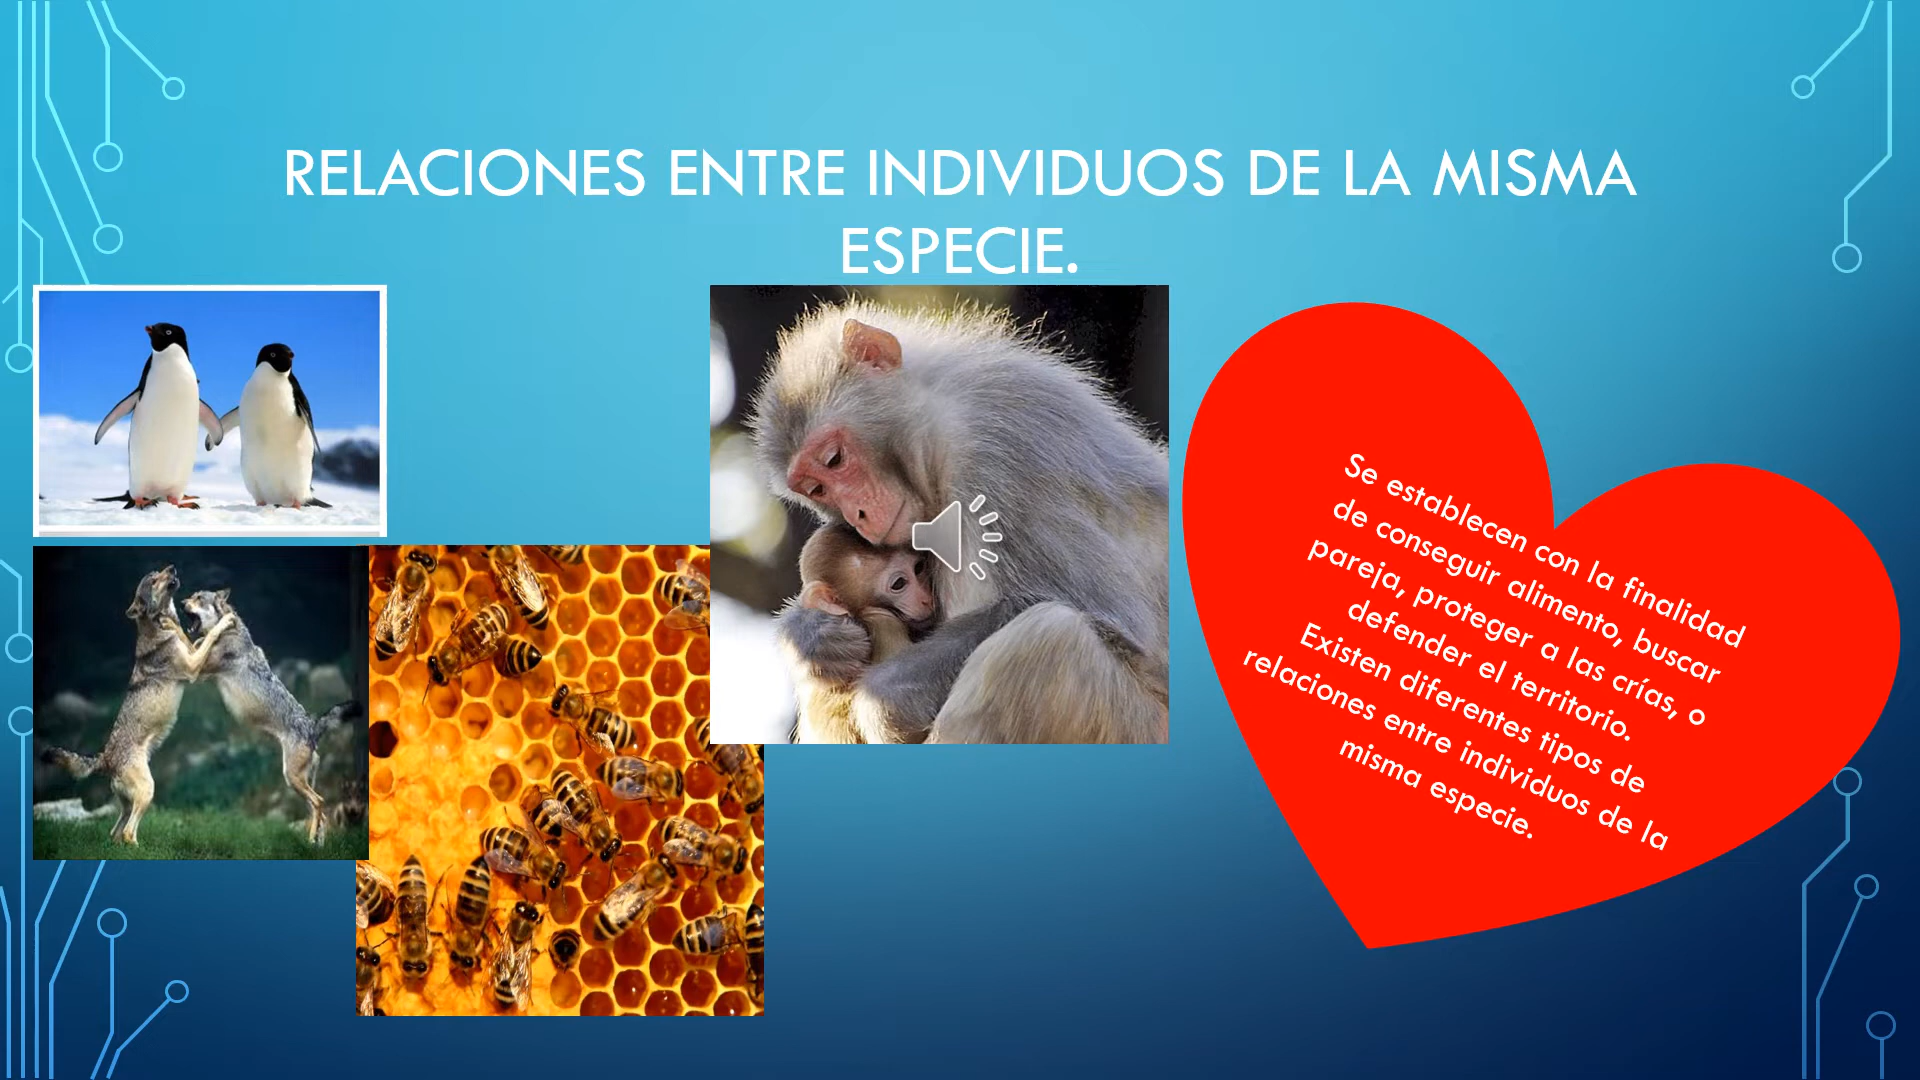 RELACIONES ENTRE INDIVIDUOS DE LA MISMA
ESPECIE.
Se establecen con la finalidad
de conseguir alimento, buscar
pareja, proteger a las crías, o
defender el territorio.
Existen diferentes tipos de
relaciones entre individuos de la
misma especie.